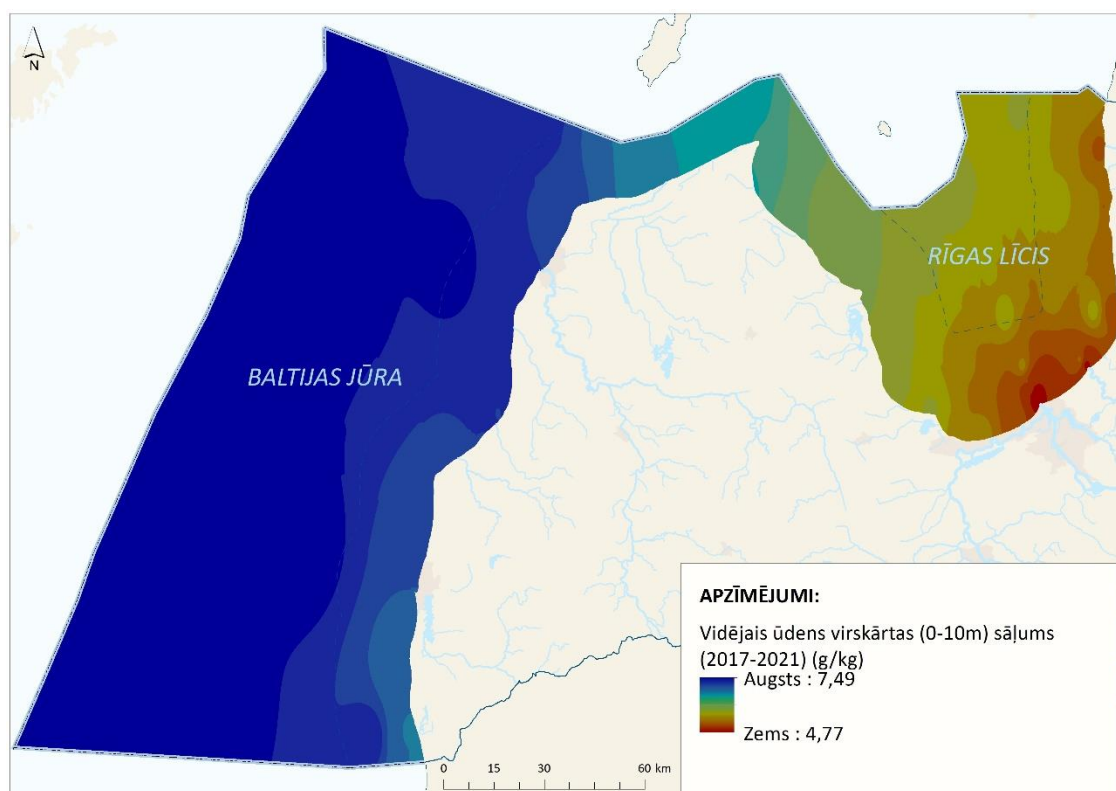 N
RĪGAS LĪCIS
BALTIJAS JŪRA
APZĪMĒJUMI:
Vidējais ūdens virskārtas (0-10m) sāļums
(2017-2021) (g/kg)
Augsts : 7,49
Zems : 4,77
0 15 30 60 km